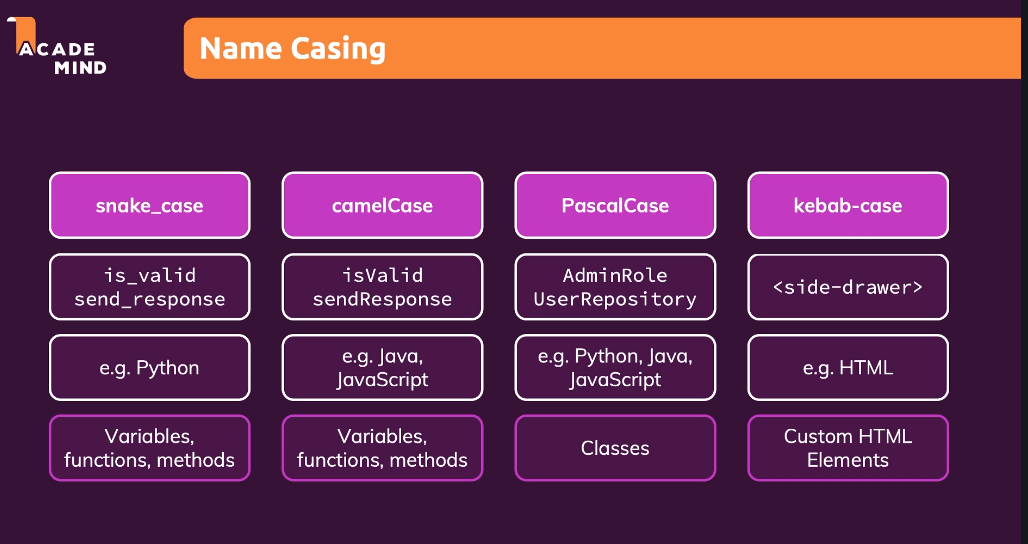 ACADE
MIND
Name Casing
snake_case
camelCase
PascalCase
kebab-case
is_valid
send_response
isValid
sendResponse
AdminRole
UserRepository
<side-drawer>
e.g. Python
e.g. Java,
JavaScript
e.g. Python, Java,
JavaScript
e.g. HTML
Variables,
functions, methods
Variables,
functions, methods
Classes
Custom HTML
Elements